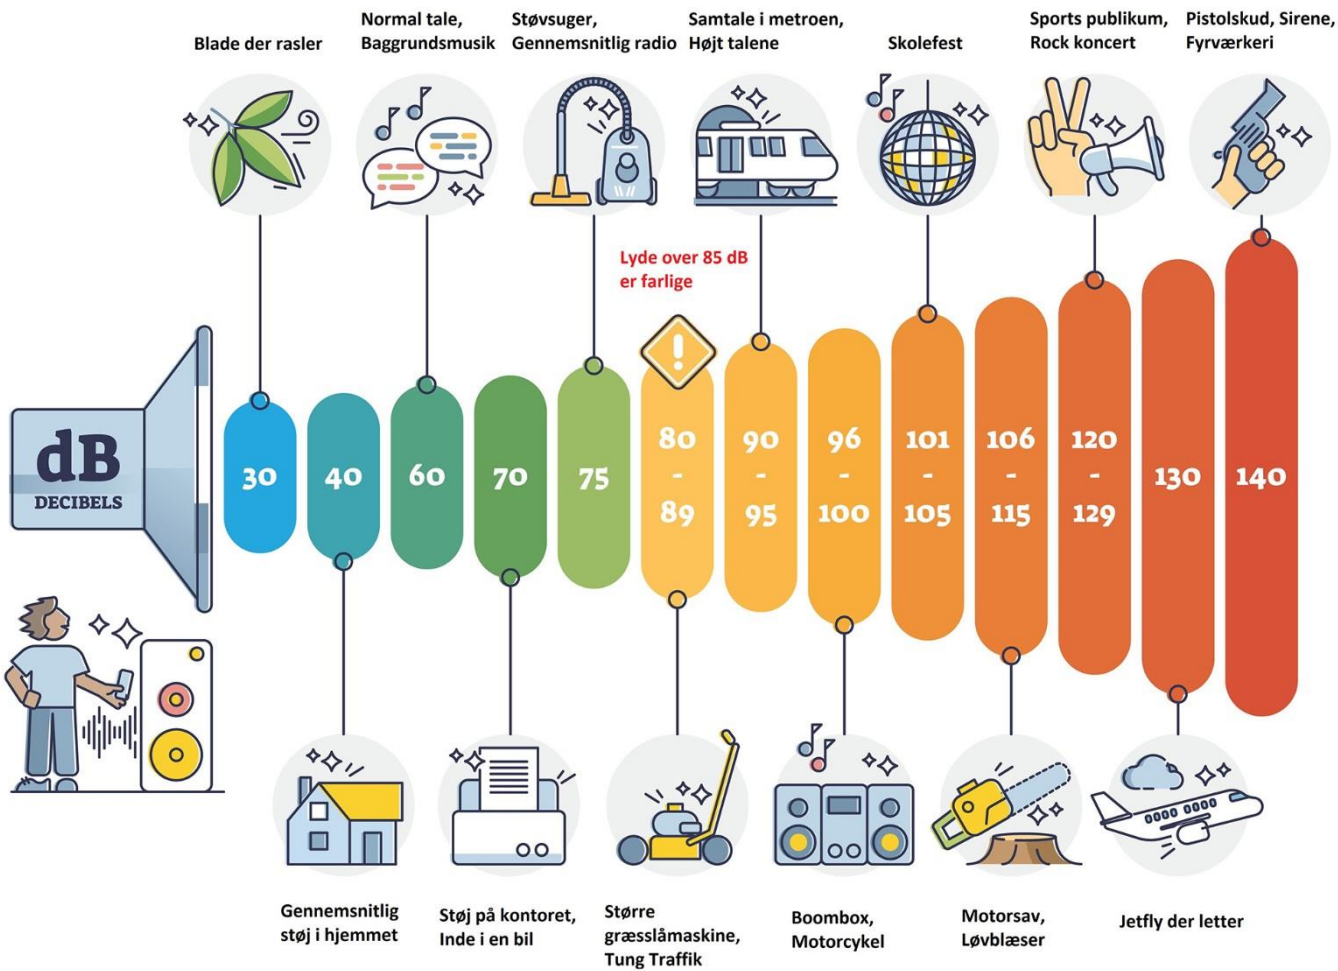 Blade der rasler
Normal tale,
Baggrundsmusik
Støvsuger,
Gennemsnitlig radio
Samtale i metroen,
Højt talene
Skolefest
Sports publikum,
Rock koncert
Pistolskud, Sirene,
Fyrværkeri
Lyde over 85 dB
er farlige
!
dB
DECIBELS
30
40
60
70
75
80
-
89
90
-
95
96
-
100
101
-
105
106
-
115
120
-
129
130
140
Gennemsnitlig
støj i hjemmet
Støj på kontoret,
Inde i en bil
Større
græsslåmaskine,
Tung Traffik
Boombox,
Motorcykel
Motorsav,
Løvblæser
Jetfly der letter